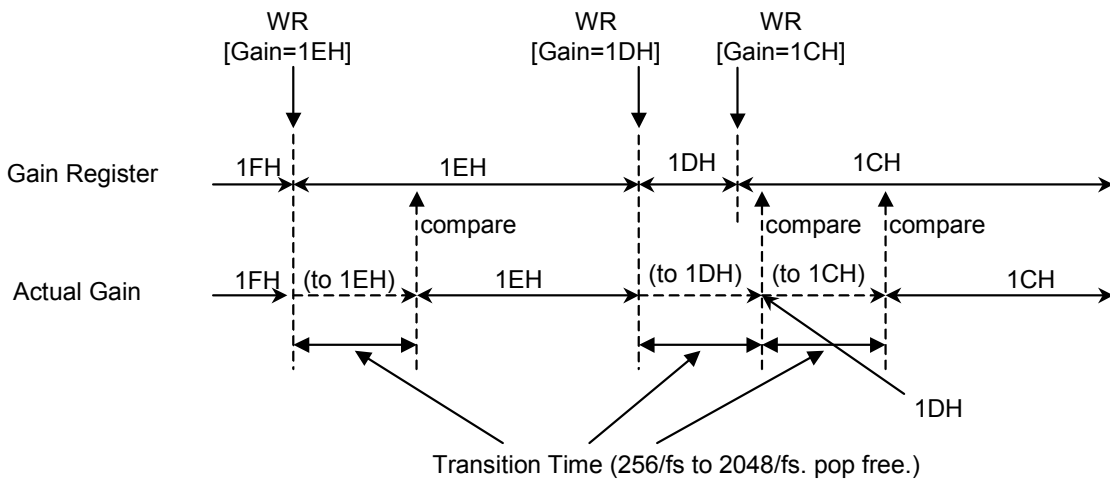 WR
[Gain=1EH]
WR
[Gain=1DH]
WR
[Gain=1CH]
Gain Register
1FH
1EH
1DH
1CH
compare
compare
compare
Actual Gain
1FH
(to 1EH)
1EH
(to 1DH)
(to 1CH)
1CH
1DH
Transition Time (256/fs to 2048/fs. pop free.)